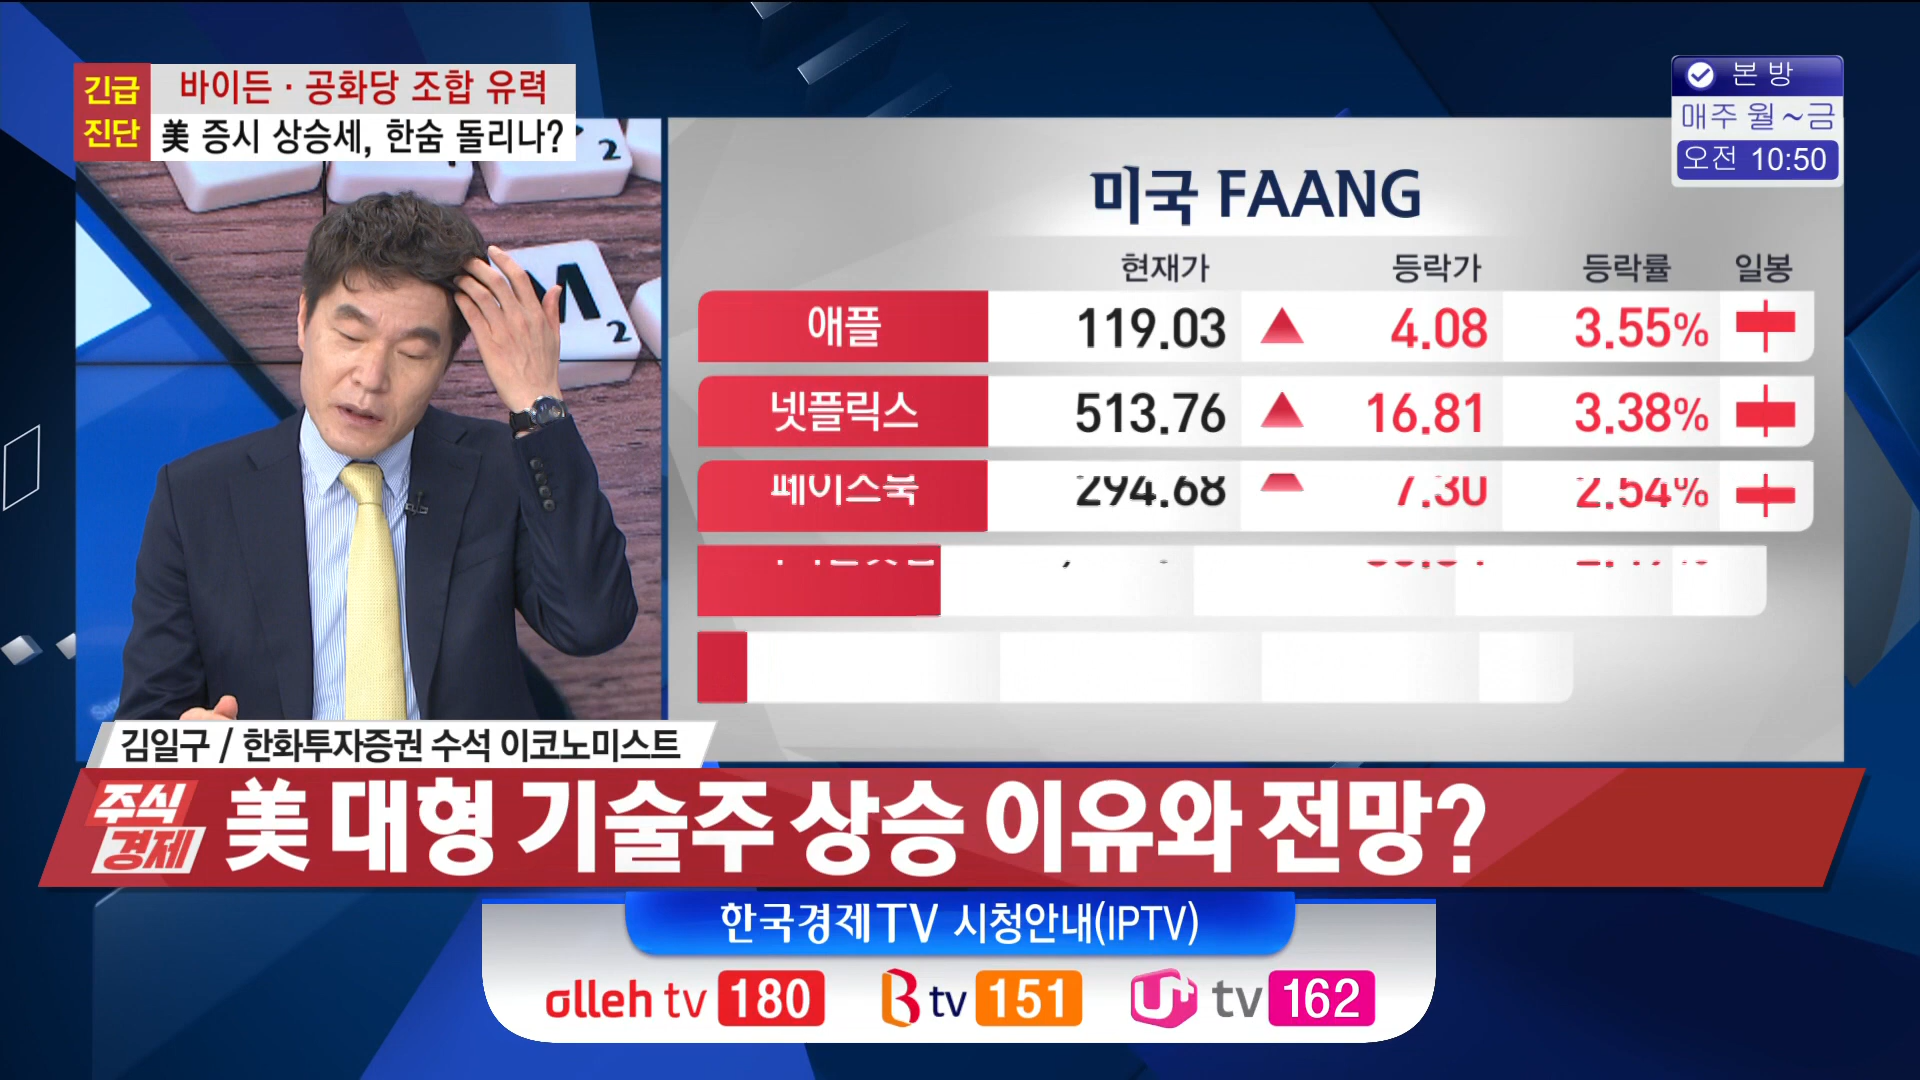 긴급
진단
바이든 · 공화당 조합 유력
美 증시 상승세, 한숨 돌리나?
본 방
매주 월~금
오전 10:50
2
M
2
미국 FAANG
현재가 등락가 등락률 일봉
애플 119.03 ▲ 4.08 3.55%
넷플릭스 513.76 ▲ 16.81 3.38%
페이스북 294.68 ▲ 7.30 2.54%
김일구 / 한화투자증권 수석 이코노미스트
주식
경제
美 대형 기술주 상승 이유와 전망?
한국경제TV 시청안내(IPTV)
olleh tv 180 B tv 151 U+ tv 162